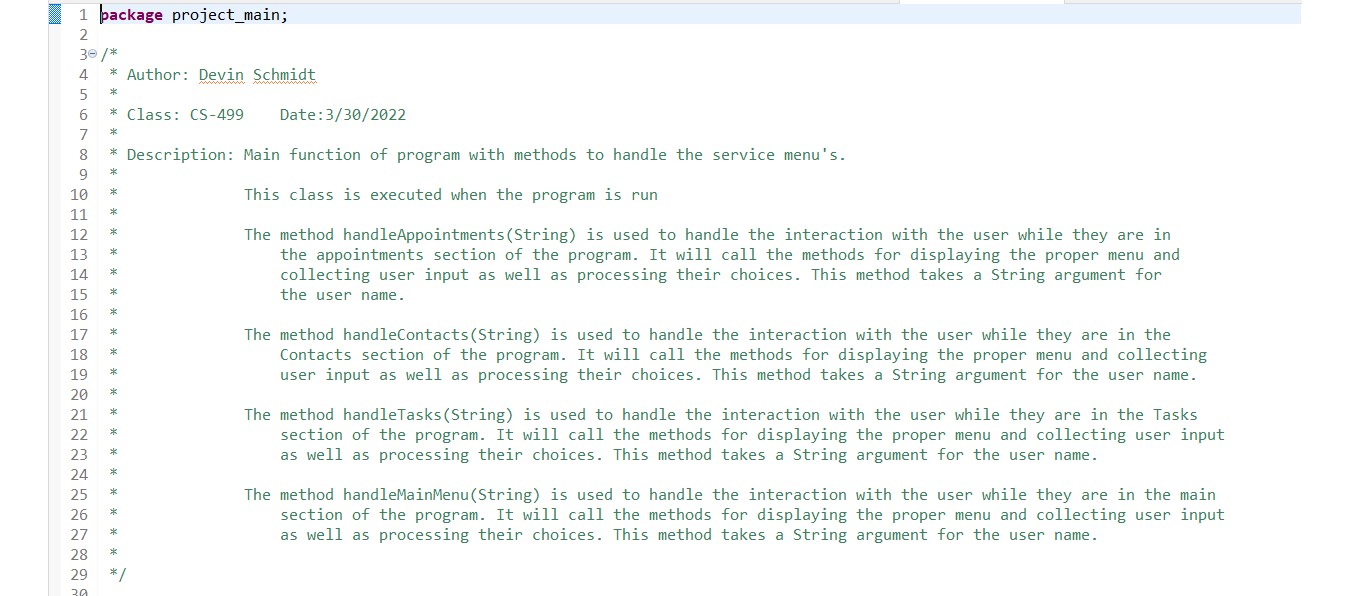 1 package project_main;
2
3 /*
4 * Author: Devin Schmidt
5 *
6 * Class: CS-499    Date:3/30/2022
7 *
8 * Description: Main function of program with methods to handle the service menu's.
9 *
10 * This class is executed when the program is run
11 *
12 * The method handleAppointments(String) is used to handle the interaction with the user while they are in
13 * the appointments section of the program. It will call the methods for displaying the proper menu and
14 * collecting user input as well as processing their choices. This method takes a String argument for
15 * the user name.
16 *
17 * The method handleContacts(String) is used to handle the interaction with the user while they are in the
18 * Contacts section of the program. It will call the methods for displaying the proper menu and collecting
19 * user input as well as processing their choices. This method takes a String argument for the user name.
20 *
21 * The method handleTasks(String) is used to handle the interaction with the user while they are in the Tasks
22 * section of the program. It will call the methods for displaying the proper menu and collecting user input
23 * as well as processing their choices. This method takes a String argument for the user name.
24 *
25 * The method handleMainMenu(String) is used to handle the interaction with the user while they are in the main
26 * section of the program. It will call the methods for displaying the proper menu and collecting user input
27 * as well as processing their choices. This method takes a String argument for the user name.
28 *
29 */
30